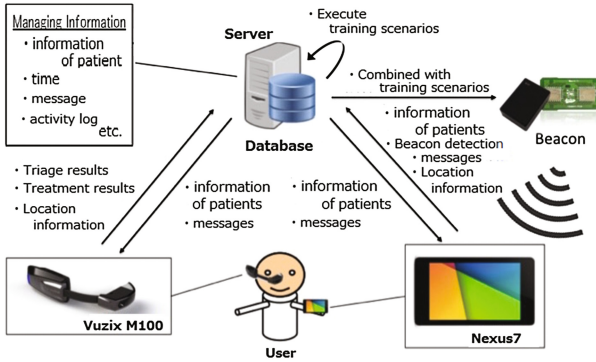 Managing Information
・information
of patient
・time
・message
・activity log
etc.
Server
Database
・Execute
training scenarios
・Combined with
training scenarios
Beacon
・information
of patients
・Beacon detection
・messages
・Location
information
・Triage results
・Treatment results
・Location
information
・information
of patients
・messages
・information
of patients
・messages
Vuzix M100
User
Nexus7